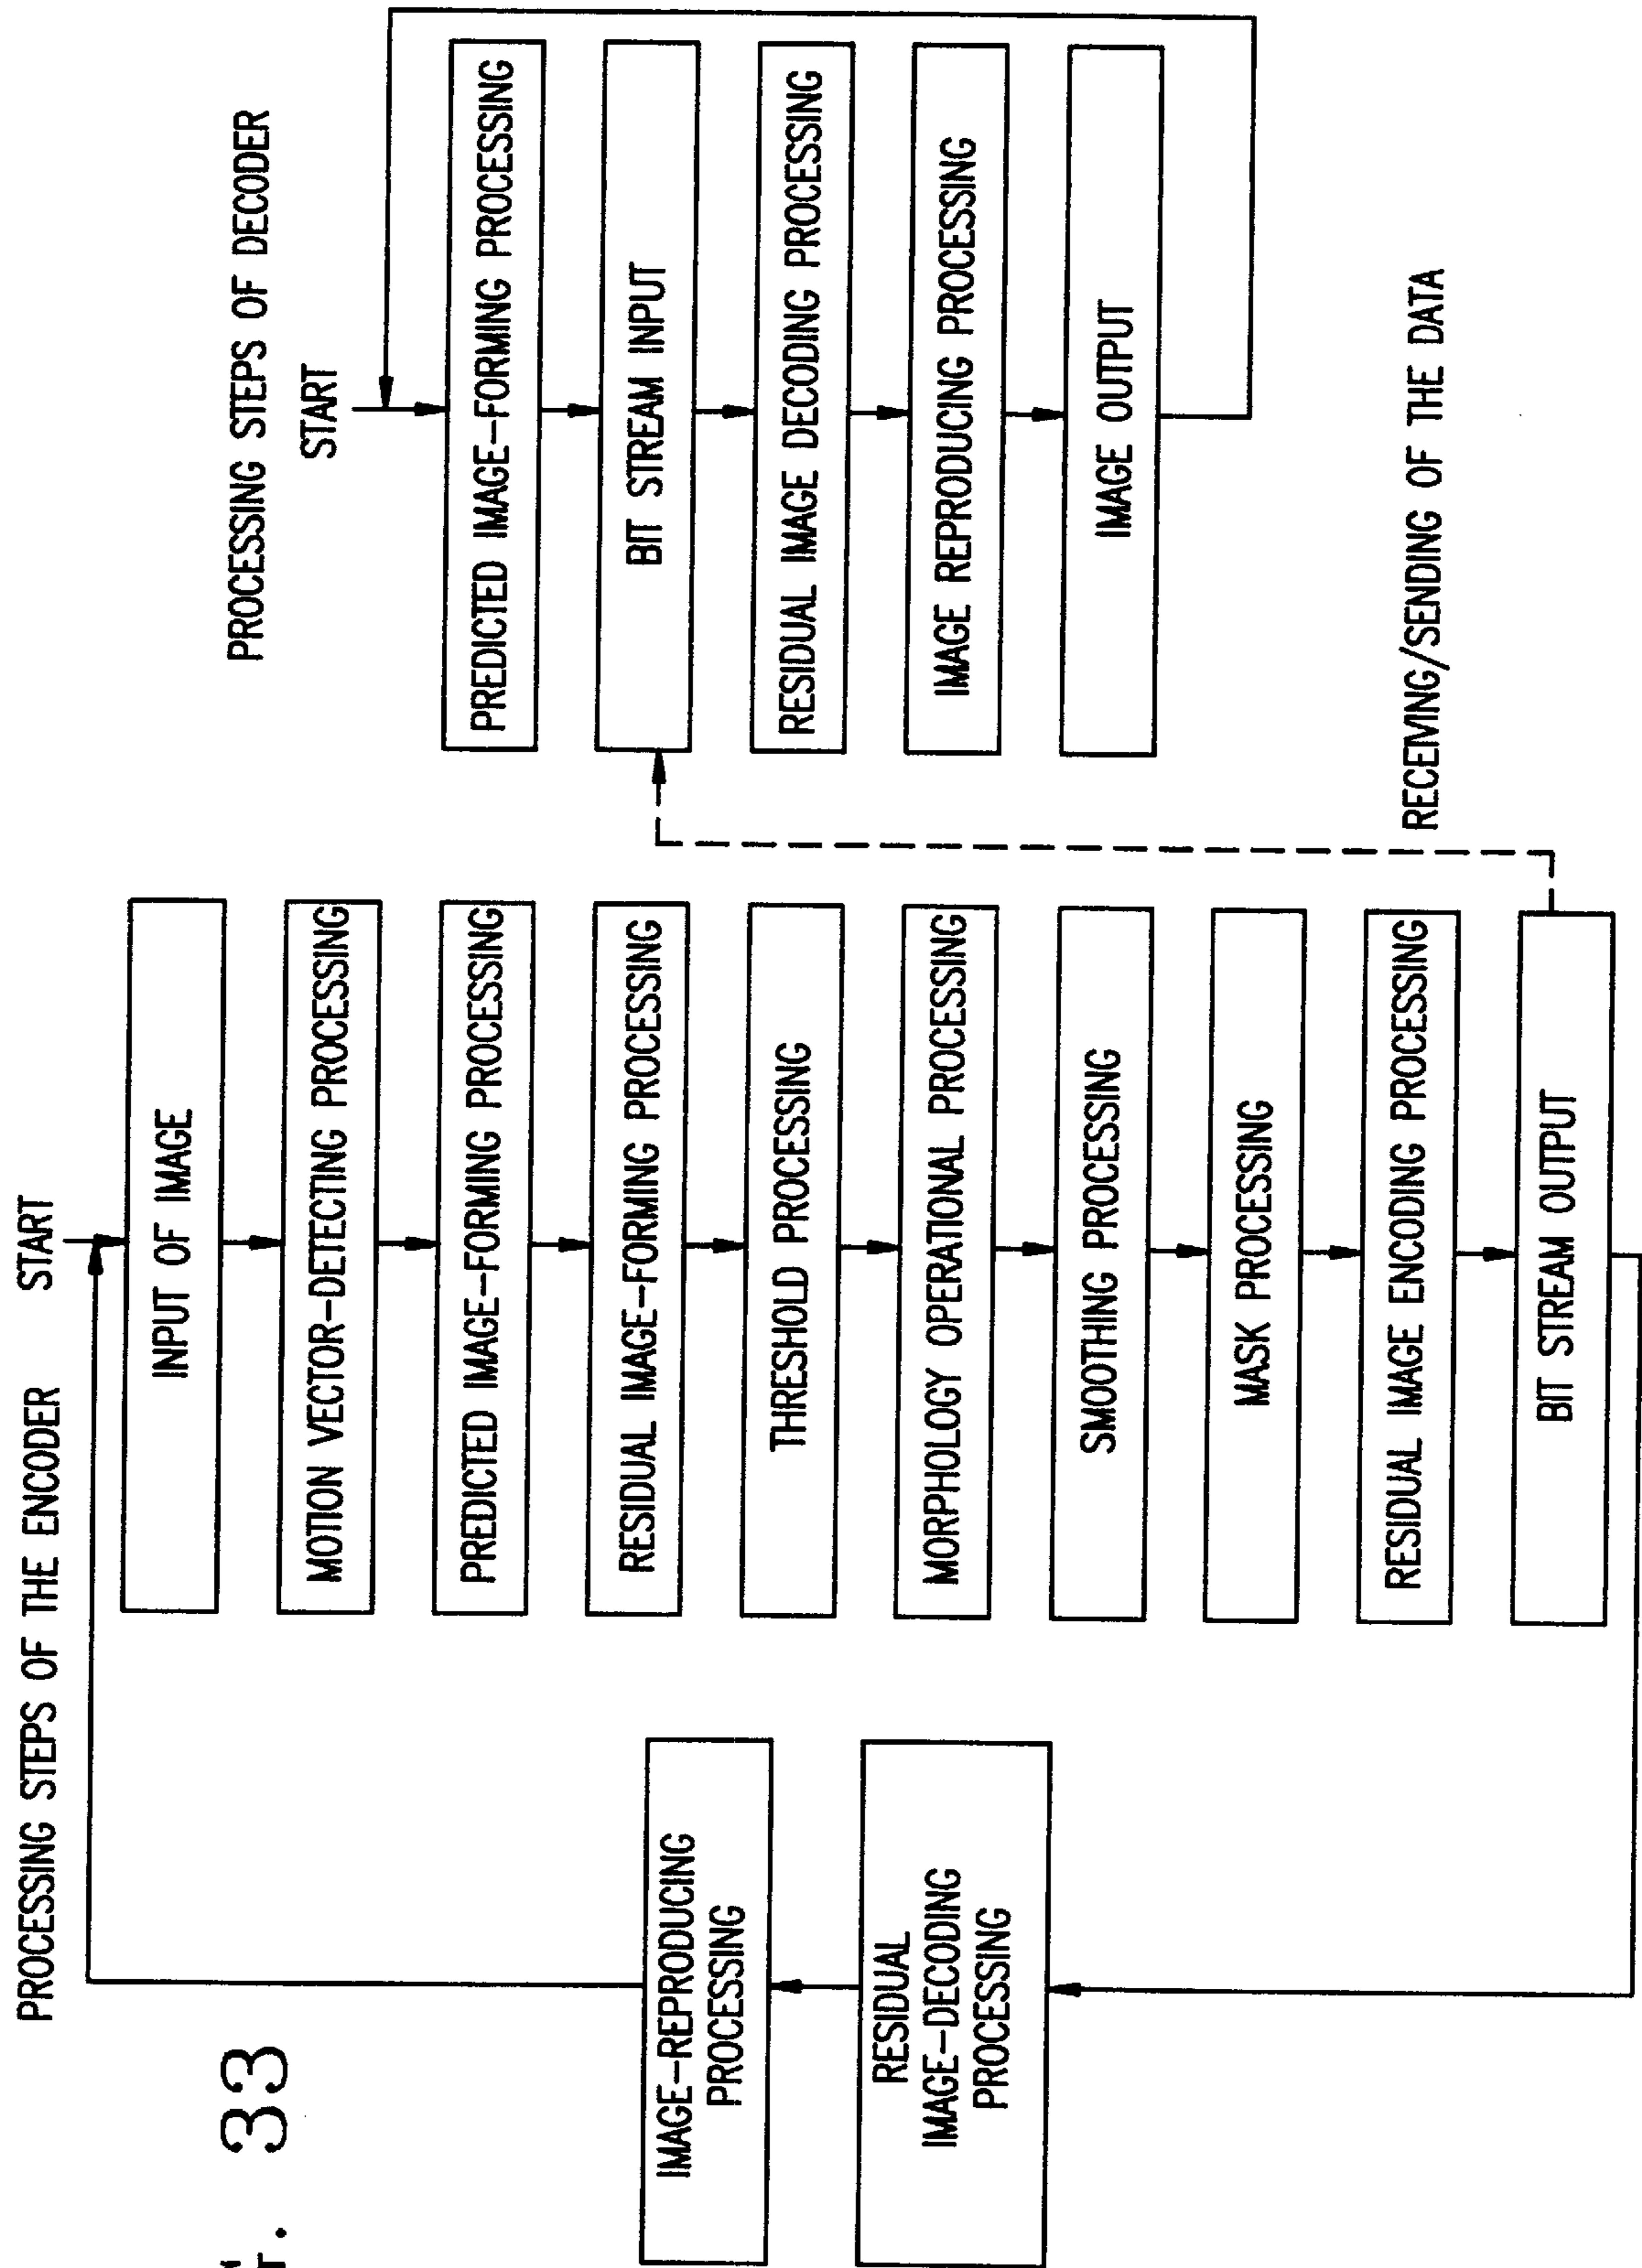 33
PROCESSING STEPS OF THE ENCODER
START
INPUT OF IMAGE
MOTION VECTOR-DETECTING PROCESSING
PREDICTED IMAGE-FORMING PROCESSING
RESIDUAL IMAGE-FORMING PROCESSING
THRESHOLD PROCESSING
MORPHOLOGY OPERATIONAL PROCESSING
SMOOTHING PROCESSING
MASK PROCESSING
RESIDUAL IMAGE ENCODING PROCESSING
BIT STREAM OUTPUT
IMAGE-REPRODUCING
PROCESSING
RESIDUAL
IMAGE-DECODING
PROCESSING
PROCESSING STEPS OF DECODER
START
PREDICTED IMAGE-FORMING PROCESSING
BIT STREAM INPUT
RESIDUAL IMAGE DECODING PROCESSING
IMAGE REPRODUCING PROCESSING
IMAGE OUTPUT
RECEIVING/SENDING OF THE DATA